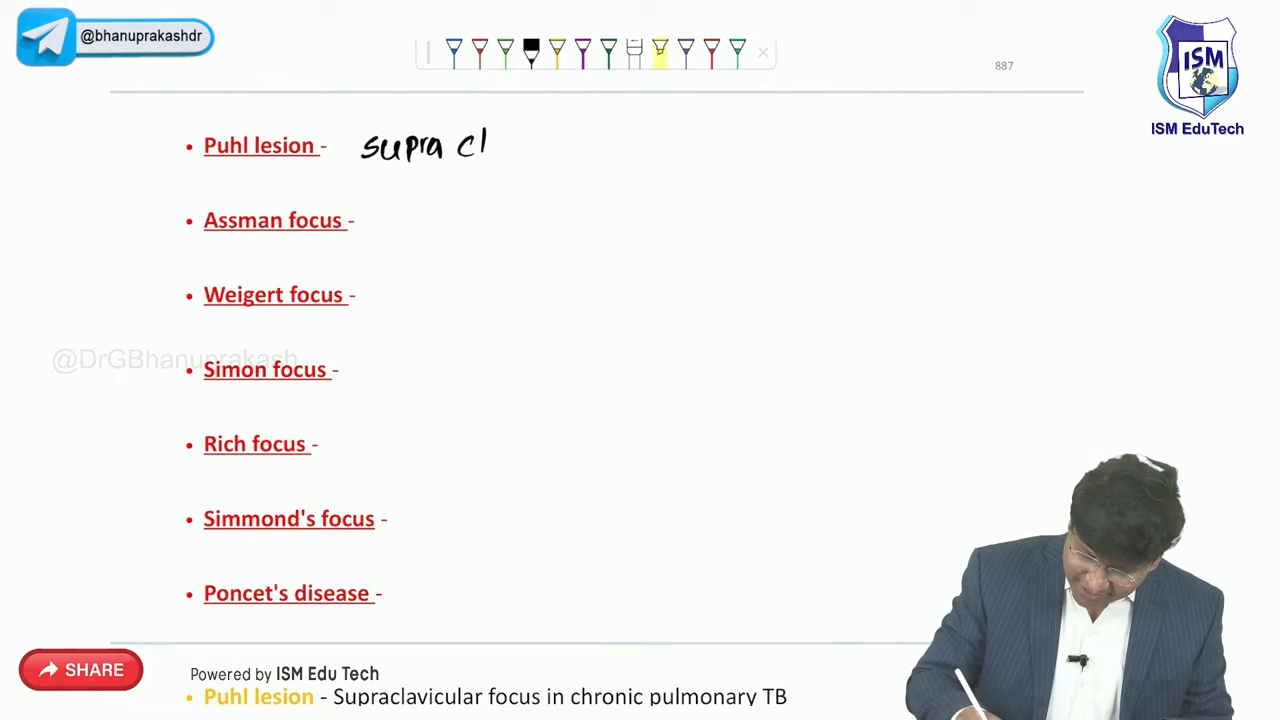 @bhanuprakashdr
887
ISM
ISM EduTech
• Puhl lesion - supra cl
• Assman focus -
• Weigert focus -
@DrGBhanuprakash
• Simon focus -
• Rich focus -
• Simmond's focus -
• Poncet's disease -
SHARE
Powered by ISM Edu Tech
• Puhl lesion - Supraclavicular focus in chronic pulmonary TB